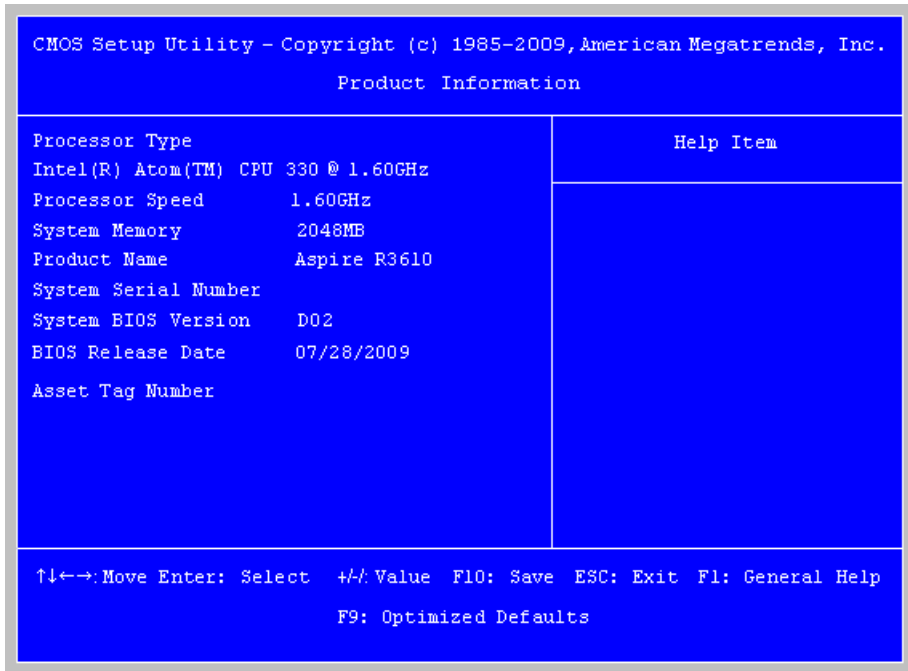 CMOS Setup Utility - Copyright (c) 1985-2009, American Megatrends, Inc.
Product Information
Processor Type
Intel(R) Atom(TM) CPU 330 @ 1.60GHz
Processor Speed 1.60GHz
System Memory 2048MB
Product Name Aspire R3610
System Serial Number
System BIOS Version D02
BIOS Release Date 07/28/2009
Asset Tag Number
Help Item
↑↓←→: Move Enter: Select +/-/: Value F10: Save ESC: Exit F1: General Help
F9: Optimized Defaults